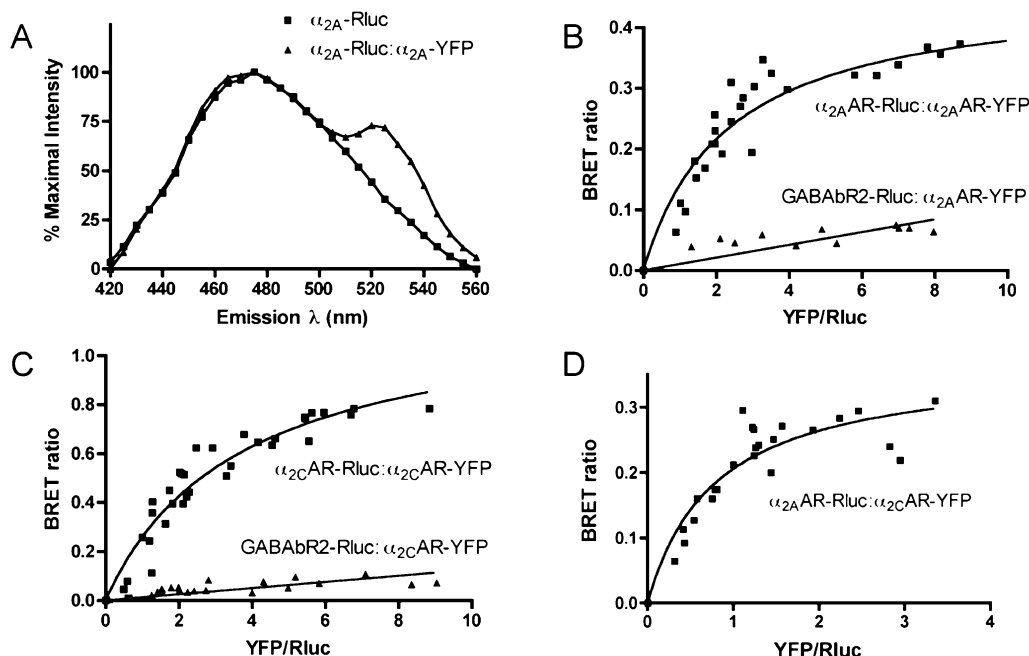 A
α2A-Rluc
α2A-Rluc:α2A-YFP
% Maximal Intensity
100
75
50
25
0
420 440 460 480 500 520 540 560
Emission λ (nm)
B
BRET ratio
0.4
0.3
0.2
0.1
0.0
α2AAR-Rluc:α2AAR-YFP
GABAbR2-Rluc:α2AAR-YFP
0 2 4 6 8 10
YFP/Rluc
C
BRET ratio
1.0
0.8
0.6
0.4
0.2
0.0
α2CAR-Rluc:α2CAR-YFP
GABAbR2-Rluc:α2CAR-YFP
0 2 4 6 8 10
YFP/Rluc
D
BRET ratio
0.3
0.2
0.1
0.0
α2AAR-Rluc:α2CAR-YFP
0 1 2 3 4
YFP/Rluc